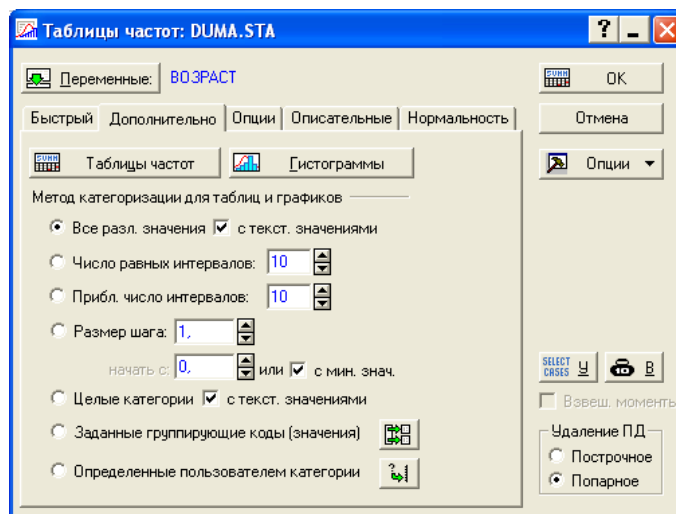 Таблицы частот: DUMA.STA
Переменные: ВОЗРАСТ
OK
Быстрый Дополнительно Опции Описательные Нормальность
Отмена
SUMM Таблицы частот Гистограммы
Опции
Метод категоризации для таблиц и графиков
Все разл. значения с текст. значениями
Число равных интервалов: 10
Прибл. число интервалов: 10
Размер шага: 1,
начать с: 0, или с мин. знач.
SELECT CASES У В
Целые категории с текст. значениями
Взвеш. моменты
Заданные группирующие коды (значения)
Удаление ПД
Построчное
Определенные пользователем категории
Попарное